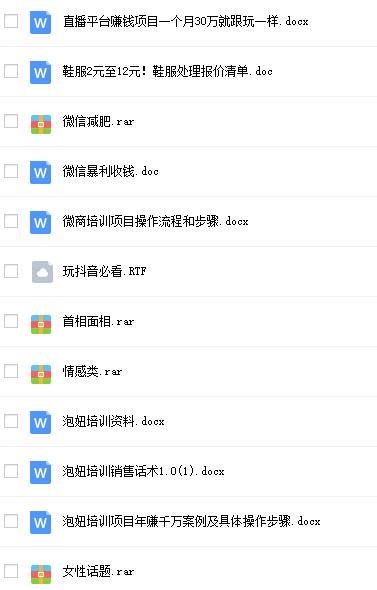 直播平台赚钱项目一个月30万就跟玩一样.docx
鞋服2元至12元！鞋服处理报价清单.doc
微信减肥.rar
微信暴利收钱.doc
微商培训项目操作流程和步骤.docx
玩抖音必看.RTF
首相面相.rar
情感类.rar
泡妞培训资料.docx
泡妞培训销售话术1.0(1).docx
泡妞培训项目年赚千万案例及具体操作步骤.docx
女性话题.rar